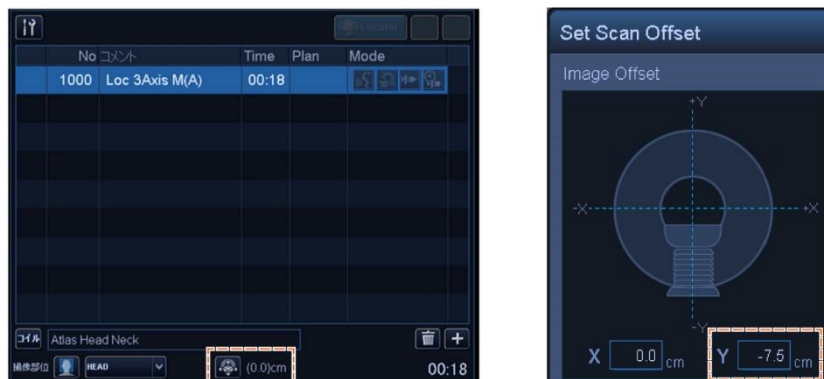 Locator
No コメント Time Plan Mode
1000 Loc 3Axis M(A) 00:18
コイル Atlas Head Neck
撮像部位 HEAD (0.0)cm 00:18
Set Scan Offset
Image Offset
+Y
-X +X
-Y
X 0.0 cm Y -7.5 cm